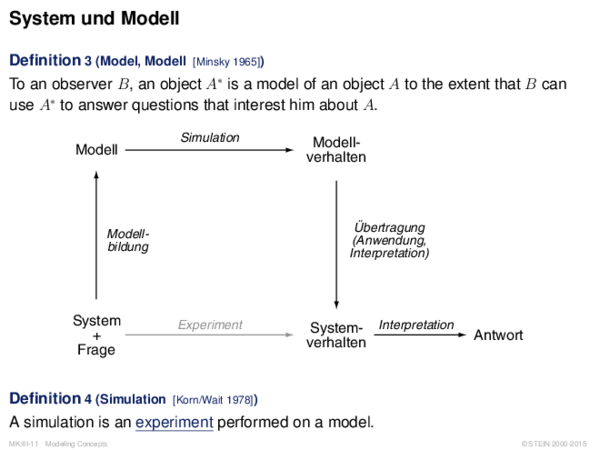 System und Modell
Definition 3 (Model, Modell [Minsky 1965])
To an observer B, an object A* is a model of an object A to the extent that B can
use A* to answer questions that interest him about A.
Simulation
Modell
Modell-
verhalten
Modell-
bildung
Übertragung
(Anwendung,
Interpretation)
System
+
Frage
Experiment
System-
verhalten
Interpretation
Antwort
Definition 4 (Simulation [Korn/Wait 1978])
A simulation is an experiment performed on a model.
MK:III-11 Modeling Concepts
©STEIN 2000-2015